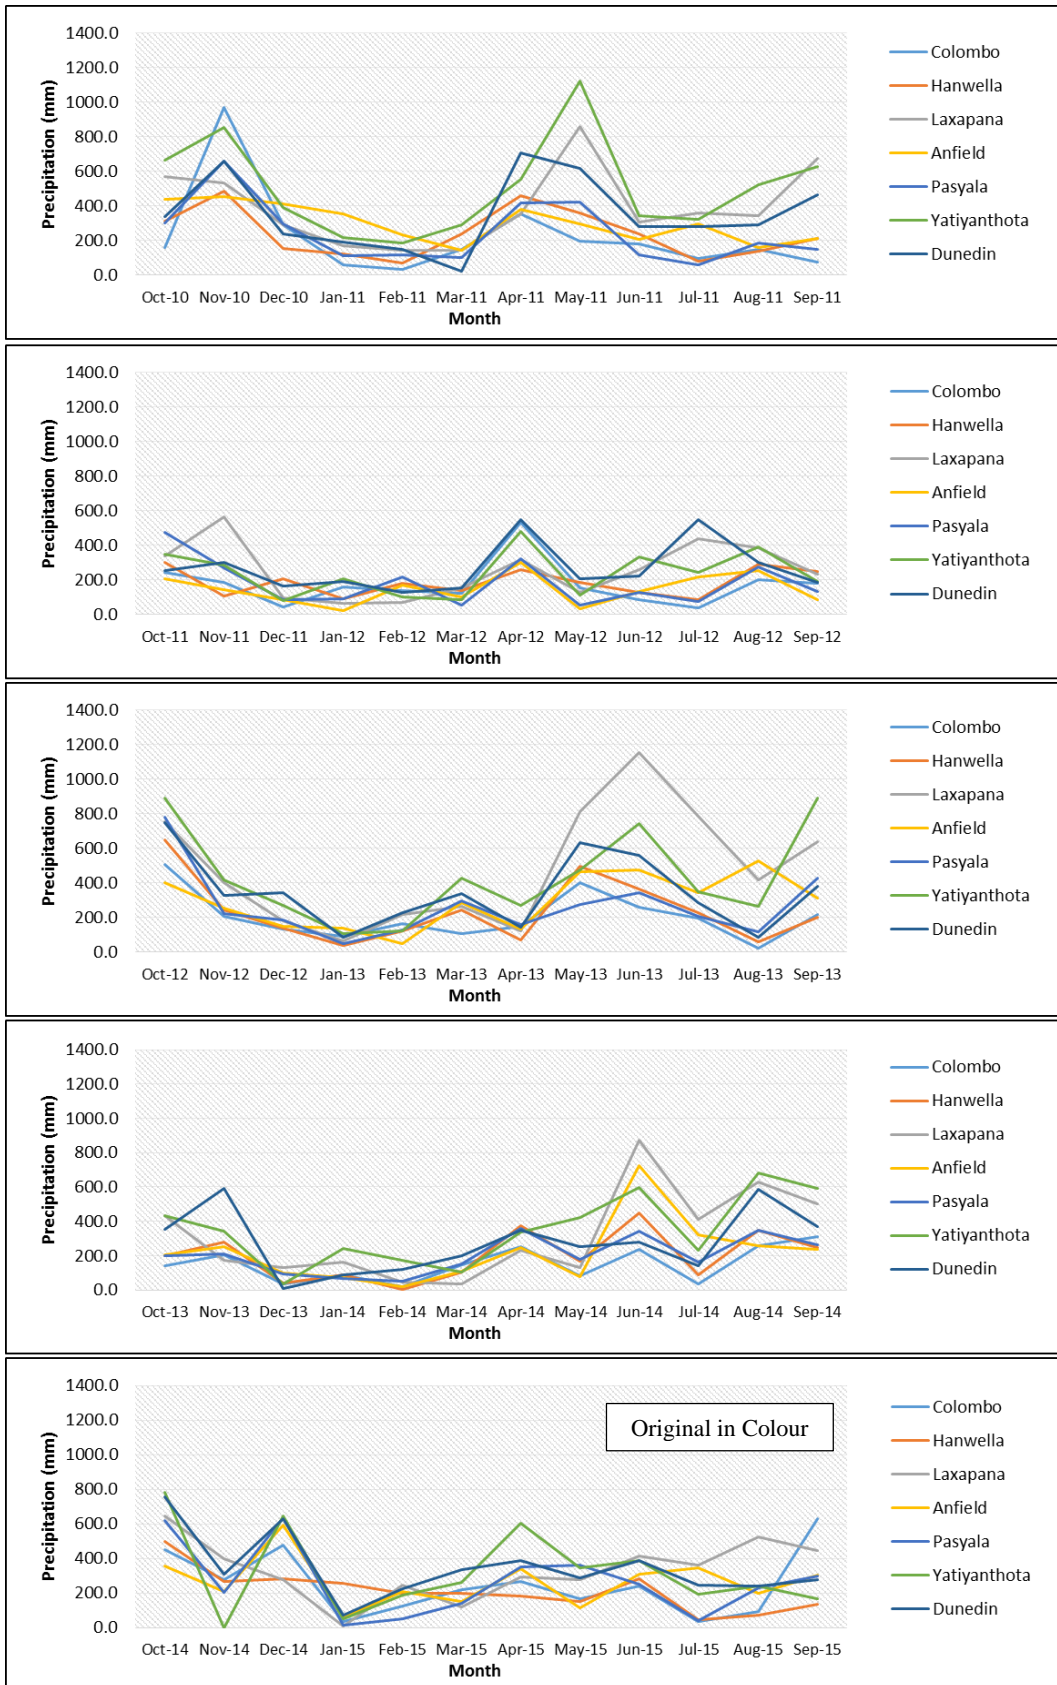 Precipitation (mm)
1400.0
1200.0
1000.0
800.0
600.0
400.0
200.0
0.0
Oct-10 Nov-10 Dec-10 Jan-11 Feb-11 Mar-11 Apr-11 May-11 Jun-11 Jul-11 Aug-11 Sep-11
Month
Colombo
Hanwella
Laxapana
Anfield
Pasyala
Yatiyanthota
Dunedin
Precipitation (mm)
1400.0
1200.0
1000.0
800.0
600.0
400.0
200.0
0.0
Oct-11 Nov-11 Dec-11 Jan-12 Feb-12 Mar-12 Apr-12 May-12 Jun-12 Jul-12 Aug-12 Sep-12
Month
Colombo
Hanwella
Laxapana
Anfield
Pasyala
Yatiyanthota
Dunedin
Precipitation (mm)
1400.0
1200.0
1000.0
800.0
600.0
400.0
200.0
0.0
Oct-12 Nov-12 Dec-12 Jan-13 Feb-13 Mar-13 Apr-13 May-13 Jun-13 Jul-13 Aug-13 Sep-13
Month
Colombo
Hanwella
Laxapana
Anfield
Pasyala
Yatiyanthota
Dunedin
Precipitation (mm)
1400.0
1200.0
1000.0
800.0
600.0
400.0
200.0
0.0
Oct-13 Nov-13 Dec-13 Jan-14 Feb-14 Mar-14 Apr-14 May-14 Jun-14 Jul-14 Aug-14 Sep-14
Month
Colombo
Hanwella
Laxapana
Anfield
Pasyala
Yatiyanthota
Dunedin
Precipitation (mm)
1400.0
1200.0
1000.0
800.0
600.0
400.0
200.0
0.0
Oct-14 Nov-14 Dec-14 Jan-15 Feb-15 Mar-15 Apr-15 May-15 Jun-15 Jul-15 Aug-15 Sep-15
Month
Original in Colour
Colombo
Hanwella
Laxapana
Anfield
Pasyala
Yatiyanthota
Dunedin